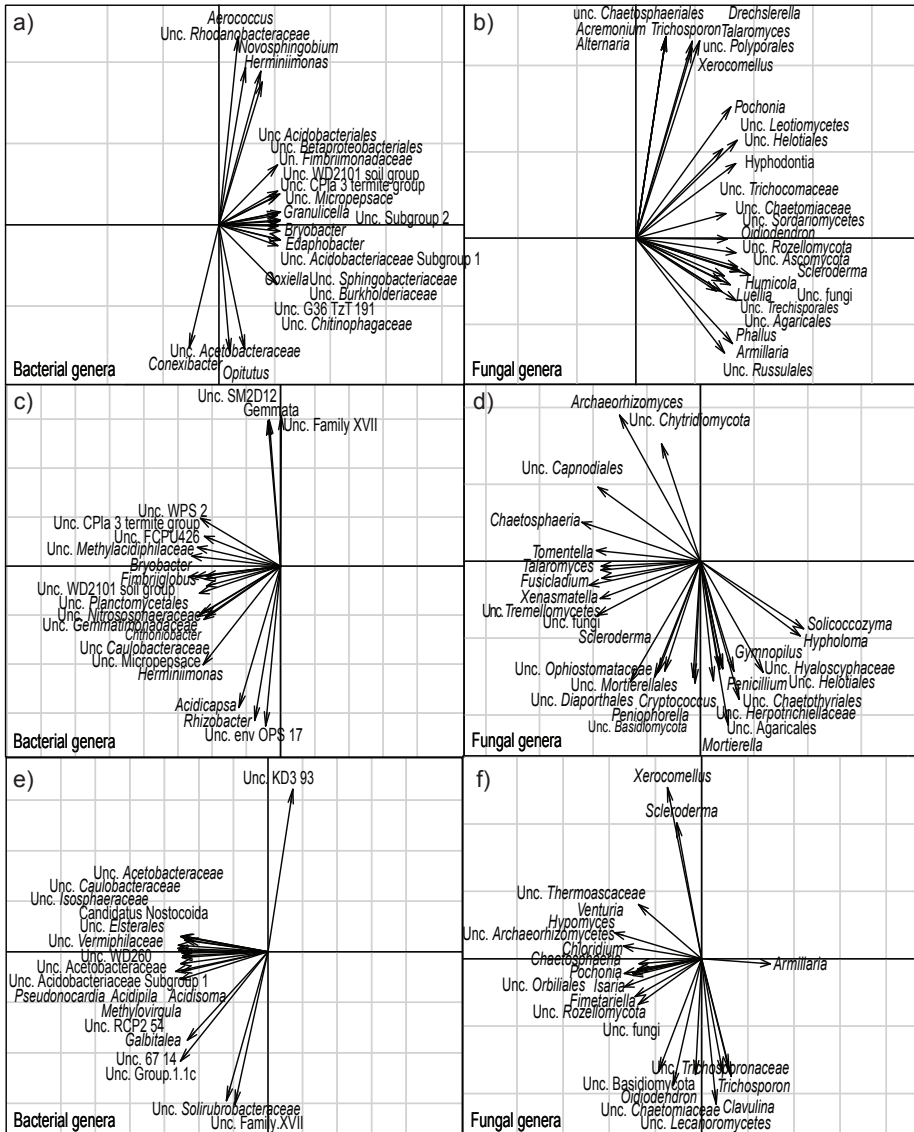 a)
Aerococcus
Unc. Rhodanobacteraceae
Novosphingobium
Herminiimonas
Unc Acidobacteriales
Unc. Betaproteobacteriales
Un. Fimbriimonadaceae
Unc. WD2101 soil group
Unc. CPla 3 termite group
Unc. Micropepsace
Granulicella
Unc. Subgroup 2
Bryobacter
Edaphobacter
Unc. Acidobacteriaceae Subgroup 1
Coxiella
Unc. Sphingobacteriaceae
Unc. Burkholderiaceae
Unc. G36 TzT 191
Unc. Chitinophagaceae
Unc. Acetobacteraceae
Conexibacter
Opitutus
Bacterial genera
b)
unc. Chaetosphaeriales
Drechslerella
Acremonium
Trichosporon
Talaromyces
Alternaria
unc. Polyporales
Xerocomellus
Pochonia
Unc. Leotiomycetes
Unc. Helotiales
Hyphodontia
Unc. Trichocomaceae
Unc. Chaetomiaceae
Unc. Sordariomycetes
Oidiodendron
Unc. Rozellomycota
Unc. Ascomycota
Scleroderma
Humicola
Luellia
Unc. fungi
Unc. Trechisporales
Unc. Agaricales
Phallus
Armillaria
Unc. Russulales
Fungal genera
c)
Unc. SM2D12
Gemmata
Unc. Family XVII
Unc. WPS 2
Unc. CPla 3 termite group
Unc. FCPU426
Unc. Methylacidiphilaceae
Bryobacter
Fimbriiglobus
Unc. WD2101 soil group
Unc. Planctomycetales
Unc. Nitrososphaeraceae
Unc. Gemmatimonadaceae
Chthoniobacter
Unc Caulobacteraceae
Unc. Micropepsace
Herminiimonas
Acidicapsa
Rhizobacter
Unc. env OPS 17
Bacterial genera
d)
Archaeorhizomyces
Unc. Chytridiomycota
Unc. Capnodiales
Chaetosphaeria
Tomentella
Talaromyces
Fusicladium
Xenasmatella
Unc. Tremellomycetes
Unc. fungi
Scleroderma
Solicoccozyma
Hypholoma
Gymnopilus
Unc. Ophiostomataceae
Unc. Hyaloscyphaceae
Unc. Mortierellales
Penicillium
Unc. Helotiales
Unc. Diaporthales
Cryptococcus
Unc. Chaetothyriales
Peniophorella
Unc. Herpotrichiellaceae
Unc. Basidiomycota
Unc. Agaricales
Mortierella
Fungal genera
e)
Unc. KD3 93
Unc. Acetobacteraceae
Unc. Caulobacteraceae
Unc. Isosphaeraceae
Candidatus Nostocoida
Unc. Elsterales
Unc. Vermiphilaceae
Unc. WD260
Unc. Acetobacteraceae
Unc. Acidobacteriaceae Subgroup 1
Pseudonocardia
Acidipila
Acidisoma
Methylovirgula
Unc. RCP2 54
Galbitalea
Unc. 67 14
Unc. Group.1.1c
Unc. Solirubrobacteraceae
Unc. Family.XVII
Bacterial genera
f)
Xerocomellus
Scleroderma
Unc. Thermoascaceae
Venturia
Hypomyces
Unc. Archaeorhizomycetes
Chloridium
Chaetosphaeria
Armillaria
Pochonia
Unc. Orbiliales
Isaria
Fimetariella
Unc. Rozellomycota
Unc. fungi
Unc. Trichosporonaceae
Unc. Basidiomycota
Trichosporon
Oidiodendron
Unc. Chaetomiaceae
Clavulina
Unc. Lecanoromycetes
Fungal genera